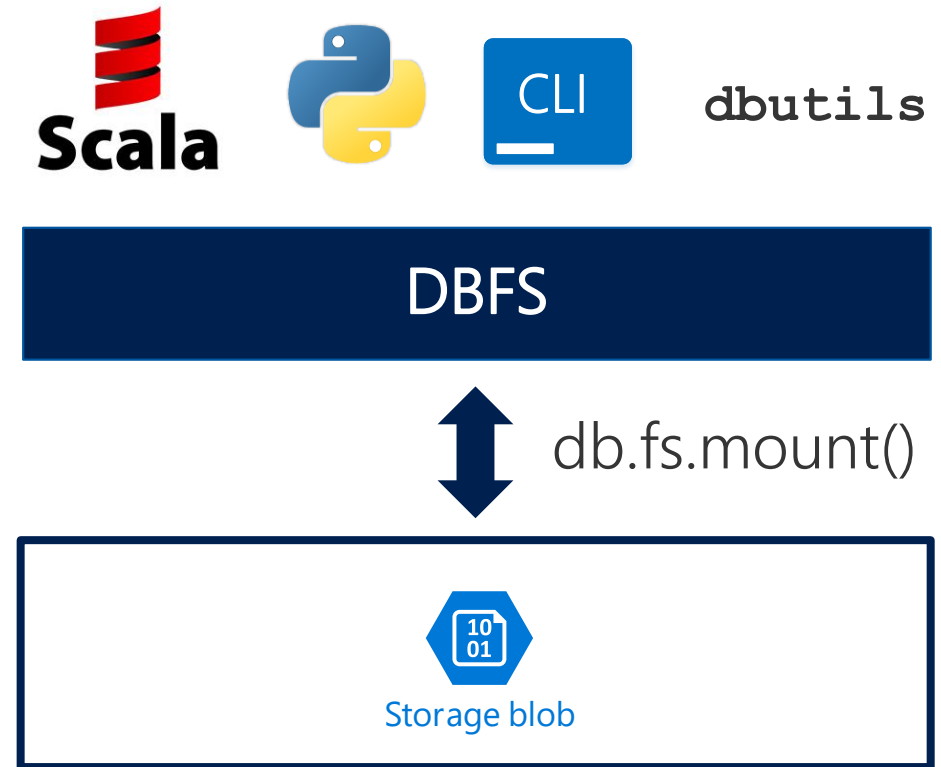 Scala
CLI
dbutils
DBFS
db.fs.mount()
10
01
Storage blob